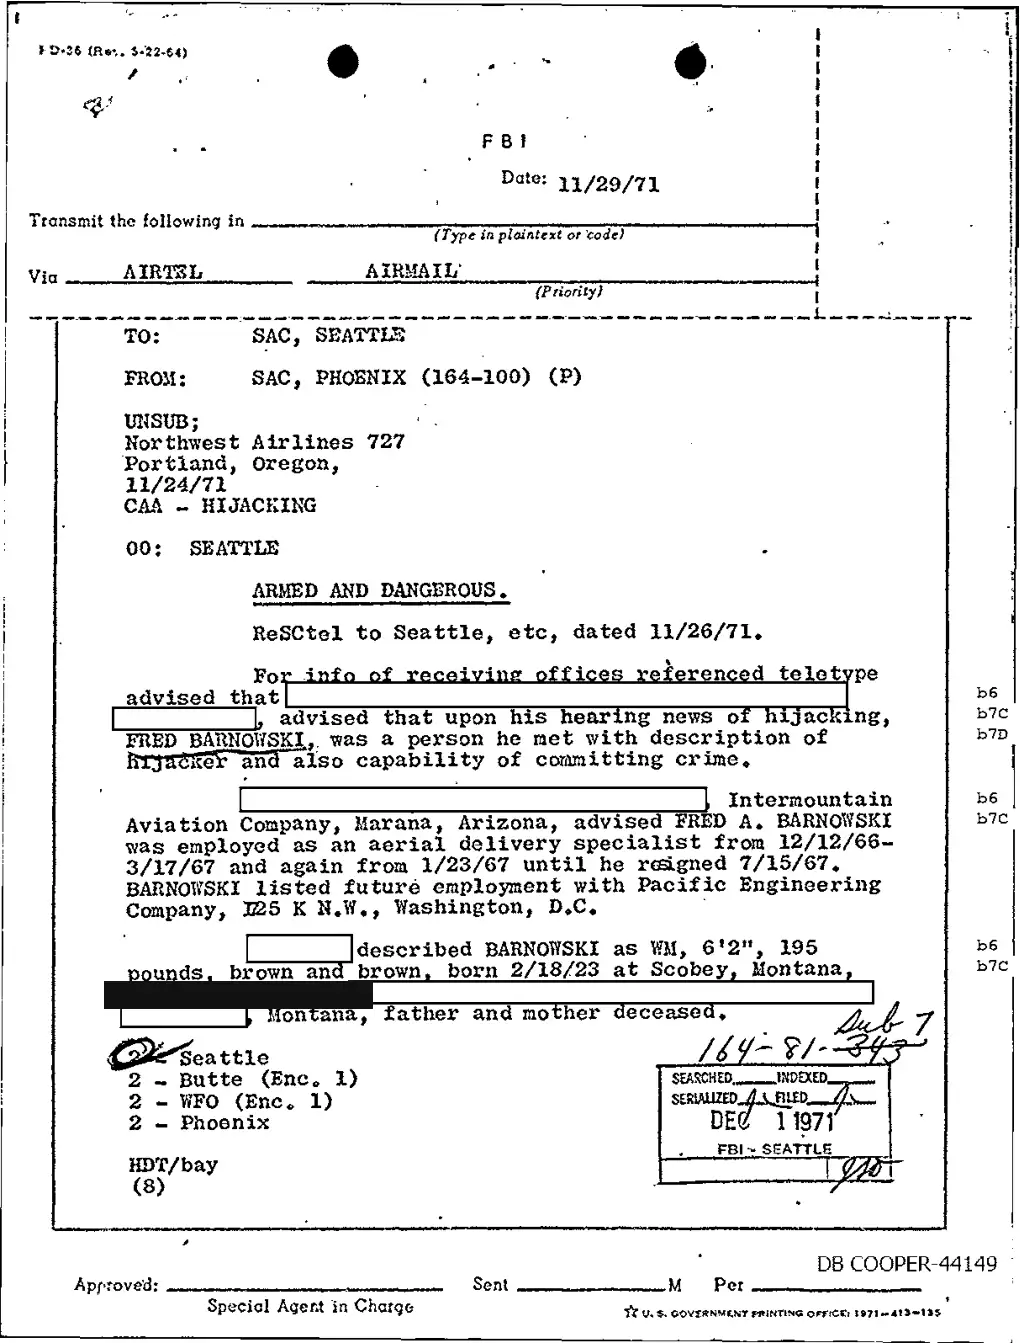 FD-36 (Rev. 5-22-64)
F B I
Date: 11/29/71
Transmit the following in
(Type in plaintext or code)
Via AIRTEL AIRMAIL
(Priority)
TO: SAC, SEATTLE
FROM: SAC, PHOENIX (164-100) (P)
UNSUB;
Northwest Airlines 727
Portland, Oregon,
11/24/71
CAA - HIJACKING
OO: SEATTLE
ARMED AND DANGEROUS.
ReSCtel to Seattle, etc, dated 11/26/71.
For info of receiving offices referenced teletype
advised that
b6
, advised that upon his hearing news of hijacking,
b7C
FRED BARNOWSKI, was a person he met with description of
b7D
hijacker and also capability of committing crime.
, Intermountain
b6
Aviation Company, Marana, Arizona, advised FRED A. BARNOWSKI
b7C
was employed as an aerial delivery specialist from 12/12/66-
3/17/67 and again from 1/23/67 until he resigned 7/15/67.
BARNOWSKI listed future employment with Pacific Engineering
Company, 1725 K N.W., Washington, D.C.
described BARNOWSKI as WM, 6'2", 195
b6
pounds, brown and brown, born 2/18/23 at Scobey, Montana,
b7C
, Montana, father and mother deceased.
Sub 7
164-81-343
2 - Seattle
2 - Butte (Enc. 1)
2 - WFO (Enc. 1)
2 - Phoenix
SEARCHED INDEXED
SERIALIZED FILED
DEC 1 1971
FBI - SEATTLE
HDT/bay
(8)
DB COOPER-44149
Approved: Sent M Per
Special Agent in Charge
☆ U. S. GOVERNMENT PRINTING OFFICE: 1971-413-135